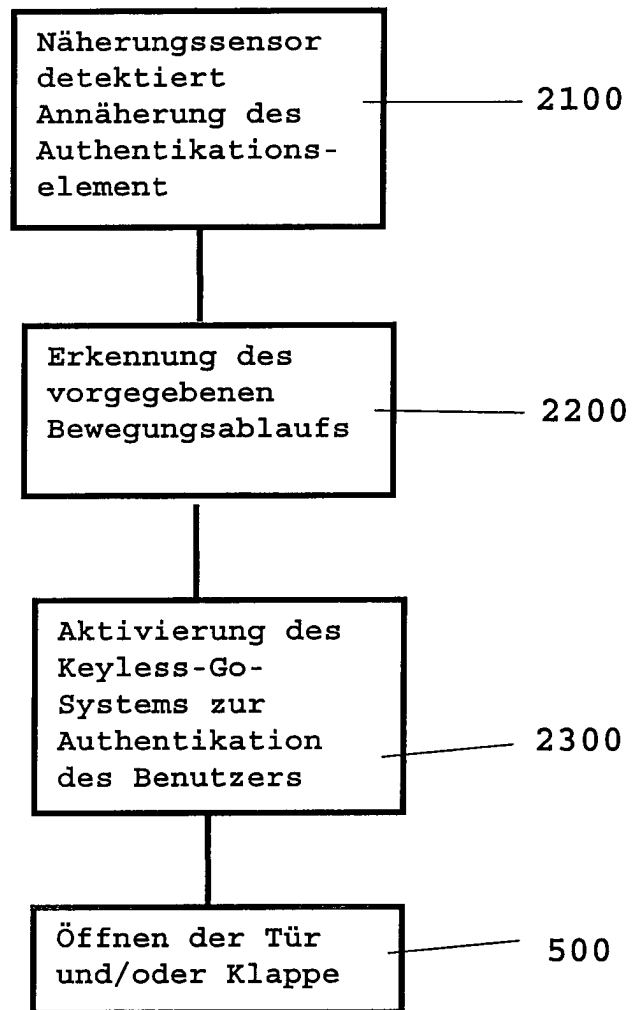 Näherungssensor
detektiert
Annäherung des
Authentikations-
element
2100
Erkennung des
vorgegebenen
Bewegungsablaufs
2200
Aktivierung des
Keyless-Go-
Systems zur
Authentikation
des Benutzers
2300
Öffnen der Tür
und/oder Klappe
500